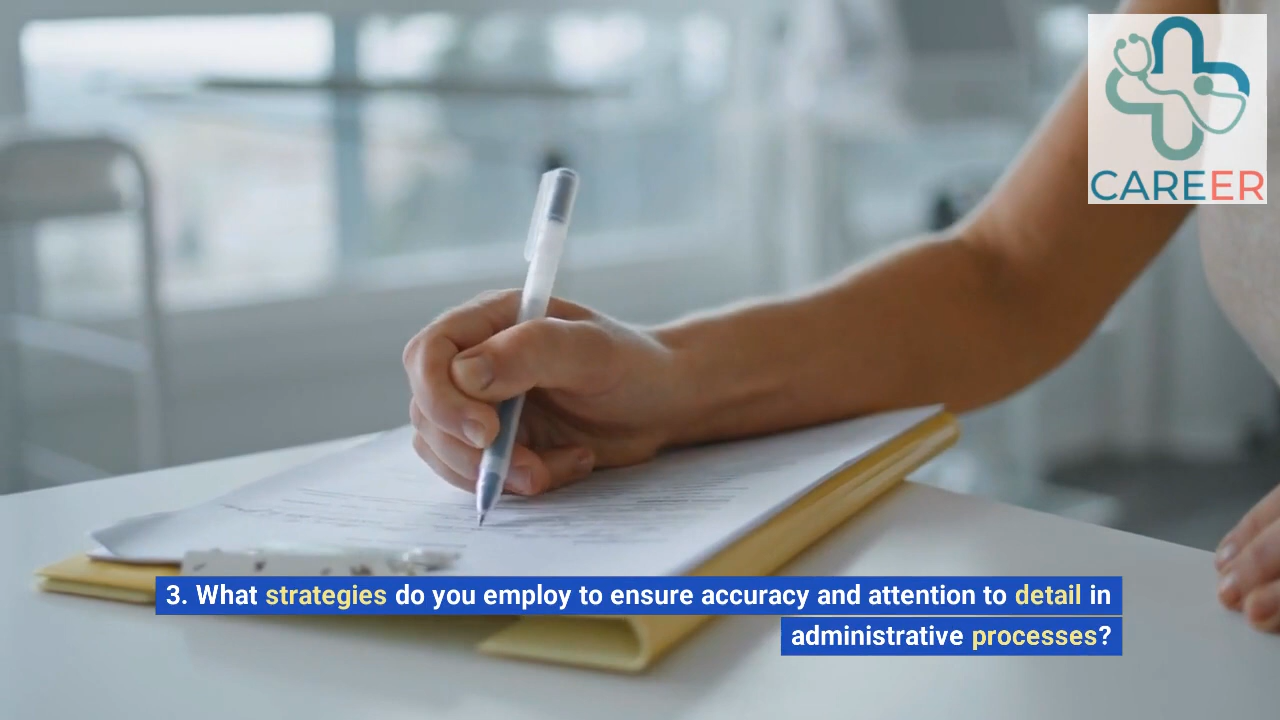 CAREER
3. What strategies do you employ to ensure accuracy and attention to detail in
administrative processes?